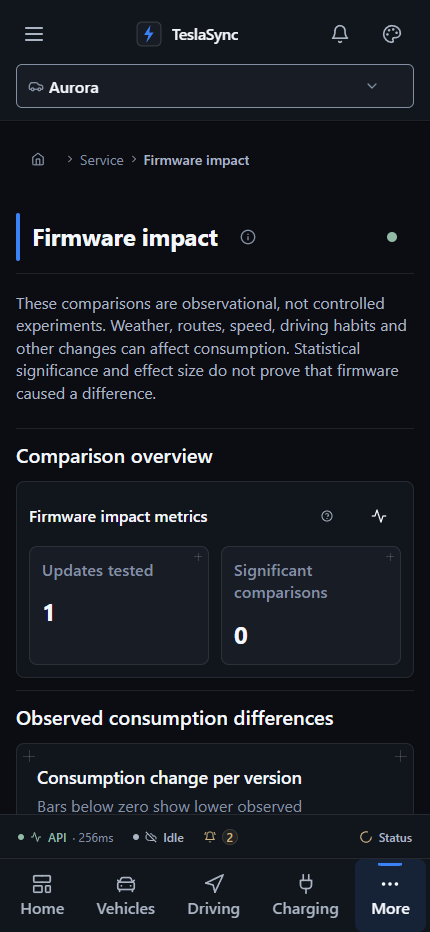 TeslaSync
Aurora
Service
Firmware impact
Firmware impact
These comparisons are observational, not controlled
experiments. Weather, routes, speed, driving habits and
other changes can affect consumption. Statistical
significance and effect size do not prove that firmware
caused a difference.
Comparison overview
Firmware impact metrics
Updates tested
1
Significant
comparisons
0
Observed consumption differences
Consumption change per version
Bars below zero show lower observed
API · 256ms
Idle
2
Status
Home
Vehicles
Driving
Charging
More